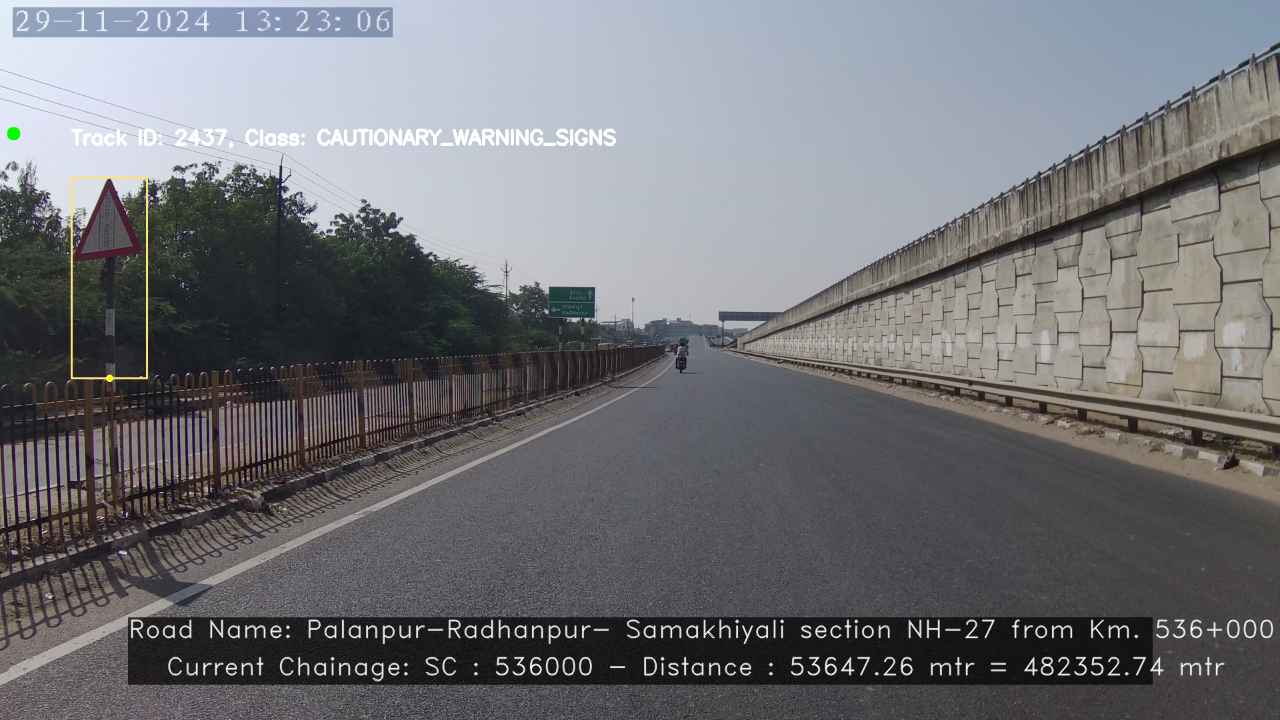 29-11-2024 13:23:06
Track ID: 2437, Class: CAUTIONARY_WARNING_SIGNS
Road Name: Palanpur-Radhanpur- Samakhiyali section NH-27 from Km. 536+000
Current Chainage: SC : 536000 - Distance : 53647.26 mtr = 482352.74 mtr